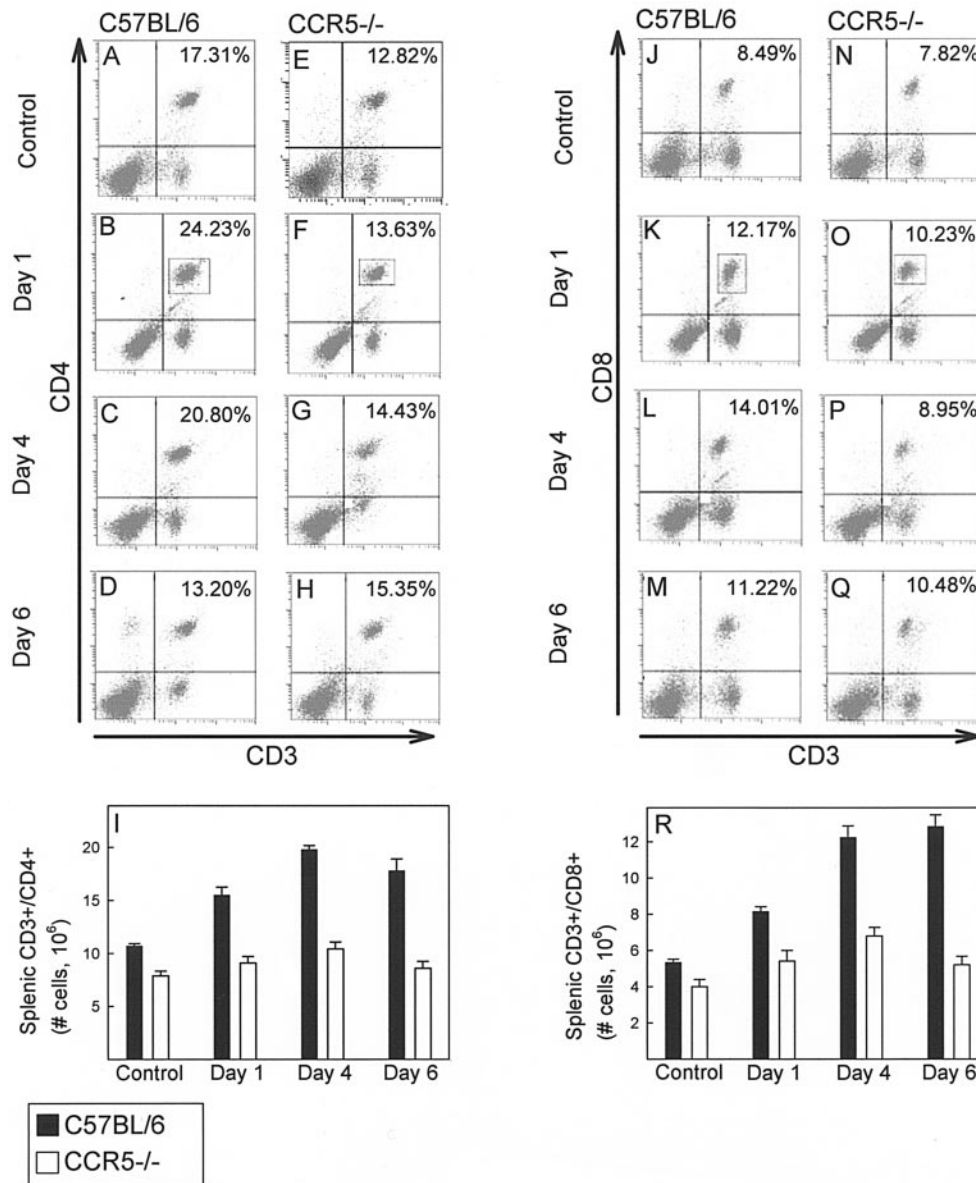 C57BL/6 CCR5-/-
C57BL/6 CCR5-/-
Control
A 17.31%
E 12.82%
J 8.49%
N 7.82%
Day 1
B 24.23%
F 13.63%
K 12.17%
O 10.23%
Day 4
C 20.80%
G 14.43%
L 14.01%
P 8.95%
Day 6
D 13.20%
H 15.35%
M 11.22%
Q 10.48%
CD4
CD3
Control
Day 1
Day 4
Day 6
CD8
CD3
I
Splenic CD3+/CD4+
(# cells, 10⁶)
20
15
10
5
Control Day 1 Day 4 Day 6
R
Splenic CD3+/CD8+
(# cells, 10⁶)
12
10
8
6
4
2
Control Day 1 Day 4 Day 6
C57BL/6
CCR5-/-